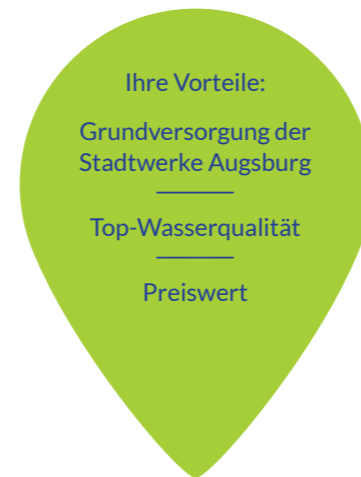 Ihre Vorteile:
Grundversorgung der
Stadtwerke Augsburg
Top-Wasserqualität
Preiswert